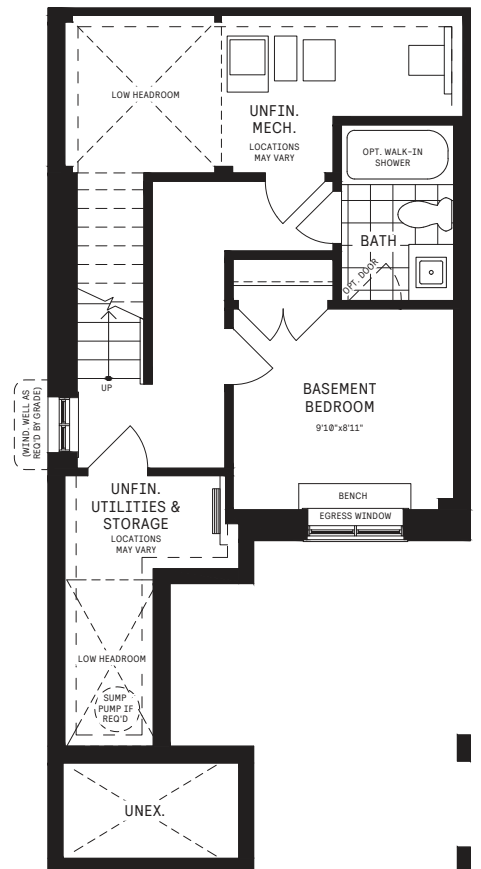 LOW HEADROOM
UNFIN.
MECH.
LOCATIONS
MAY VARY
OPT. WALK-IN
SHOWER
BATH
OPT. DOOR
UP
(WIND. WELL AS
REQ'D BY GRADE)
BASEMENT
BEDROOM
9'10"x8'11"
BENCH
EGRESS WINDOW
UNFIN.
UTILITIES &
STORAGE
LOCATIONS
MAY VARY
LOW HEADROOM
SUMP
PUMP IF
REQ'D
UNEX.